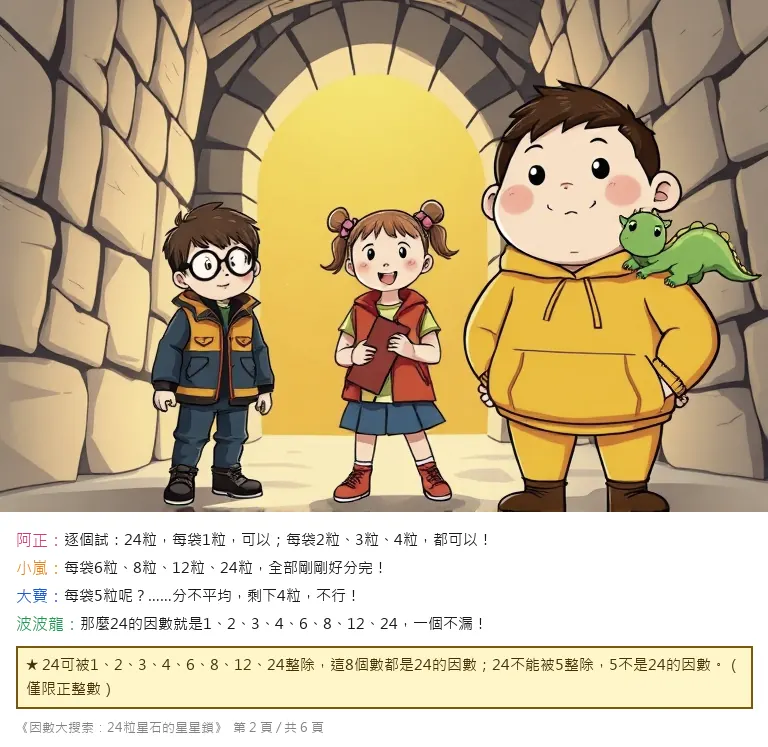 阿正：逐個試：24粒，每袋1粒，可以；每袋2粒、3粒、4粒，都可以！
小嵐：每袋6粒、8粒、12粒、24粒，全部剛剛好分完！
大寶：每袋5粒呢？……分不平均，剩下4粒，不行！
波波龍：那麼24的因數就是1、2、3、4、6、8、12、24，一個不漏！
★ 24可被1、2、3、4、6、8、12、24整除，這8個數都是24的因數；24不能被5整除，5不是24的因數。（
僅限正整數）
《因數大搜索：24粒星石的星星鎖》 第 2 頁 / 共 6 頁